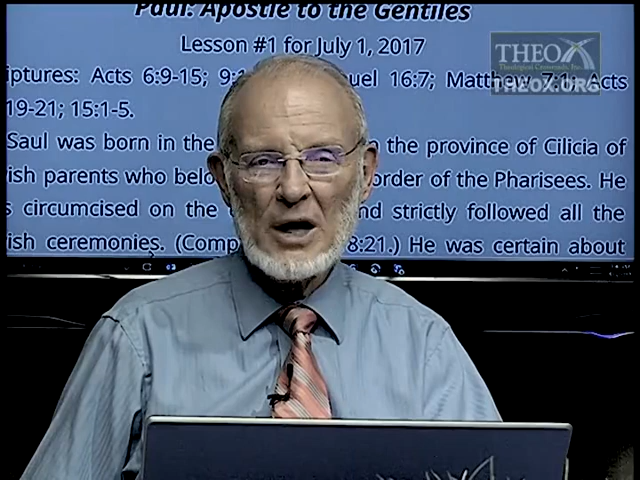 Paul: Apostle to the Gentiles
Lesson #1 for July 1, 2017
THEOX
THEOX.ORG
iptures: Acts 6:9-15; 9: uel 16:7; Matthew 7:1; Acts
19-21; 15:1-5.
Saul was born in the the province of Cilicia of
ish parents who belo order of the Pharisees. He
s circumcised on the nd strictly followed all the
ish ceremonies. (Comp 8:21.) He was certain about